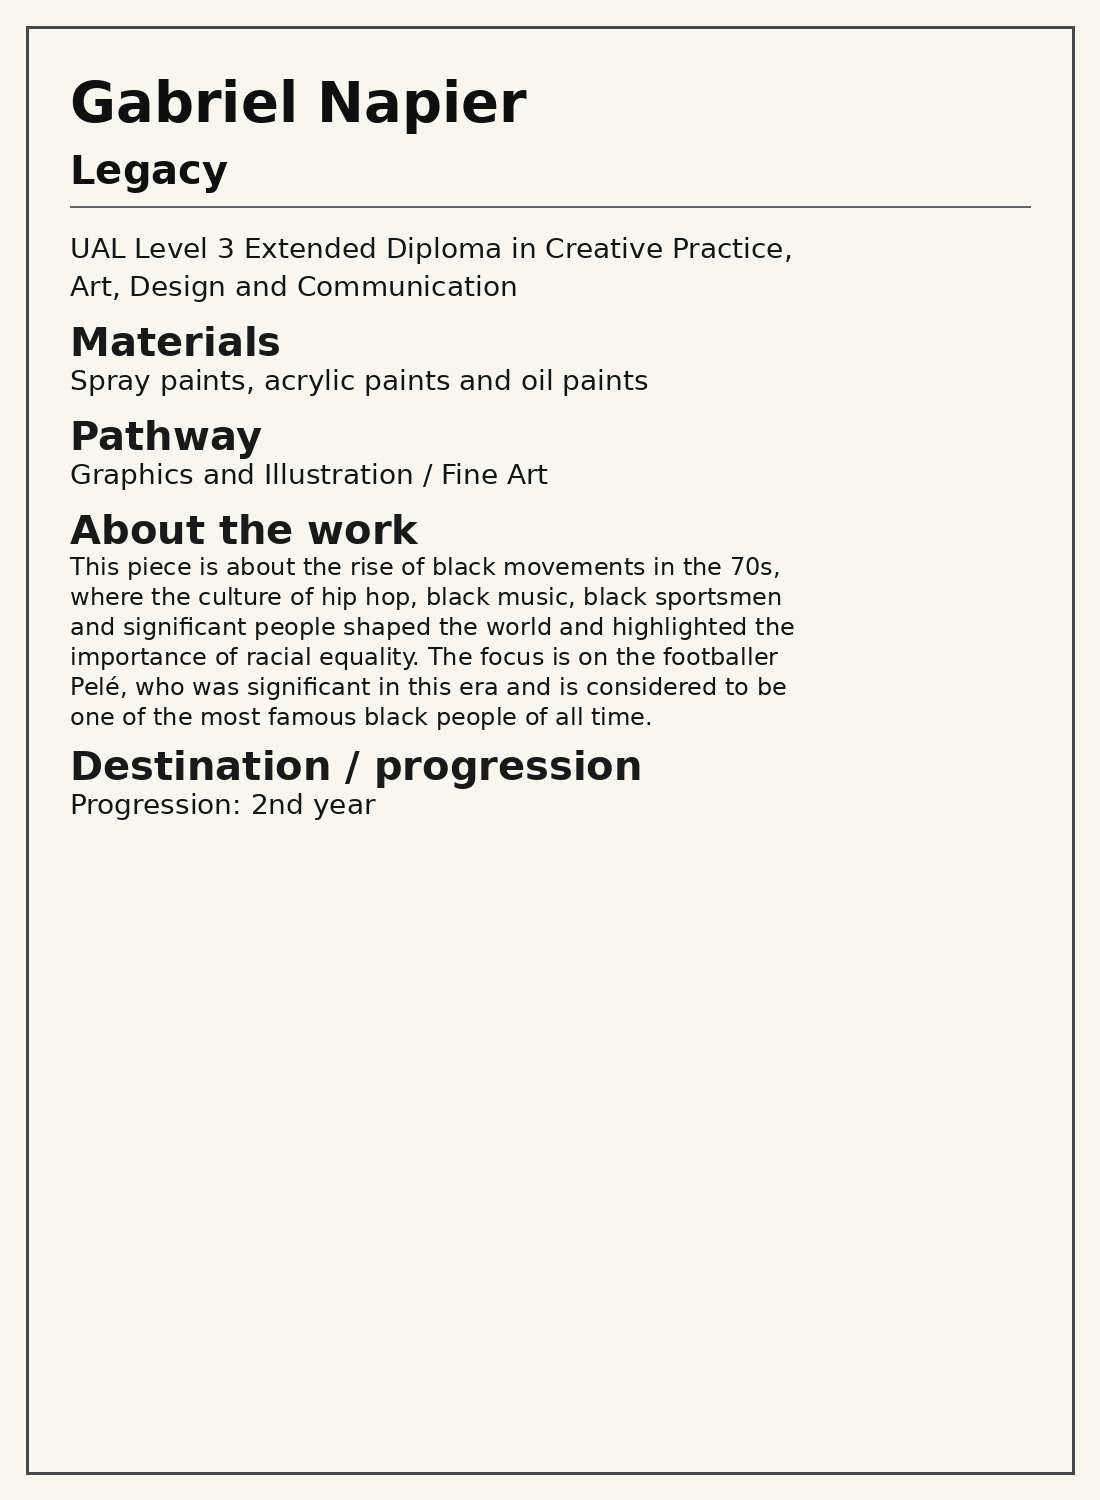 Gabriel Napier
Legacy
UAL Level 3 Extended Diploma in Creative Practice,
Art, Design and Communication
Materials
Spray paints, acrylic paints and oil paints
Pathway
Graphics and Illustration / Fine Art
About the work
This piece is about the rise of black movements in the 70s,
where the culture of hip hop, black music, black sportsmen
and significant people shaped the world and highlighted the
importance of racial equality. The focus is on the footballer
Pelé, who was significant in this era and is considered to be
one of the most famous black people of all time.
Destination / progression
Progression: 2nd year